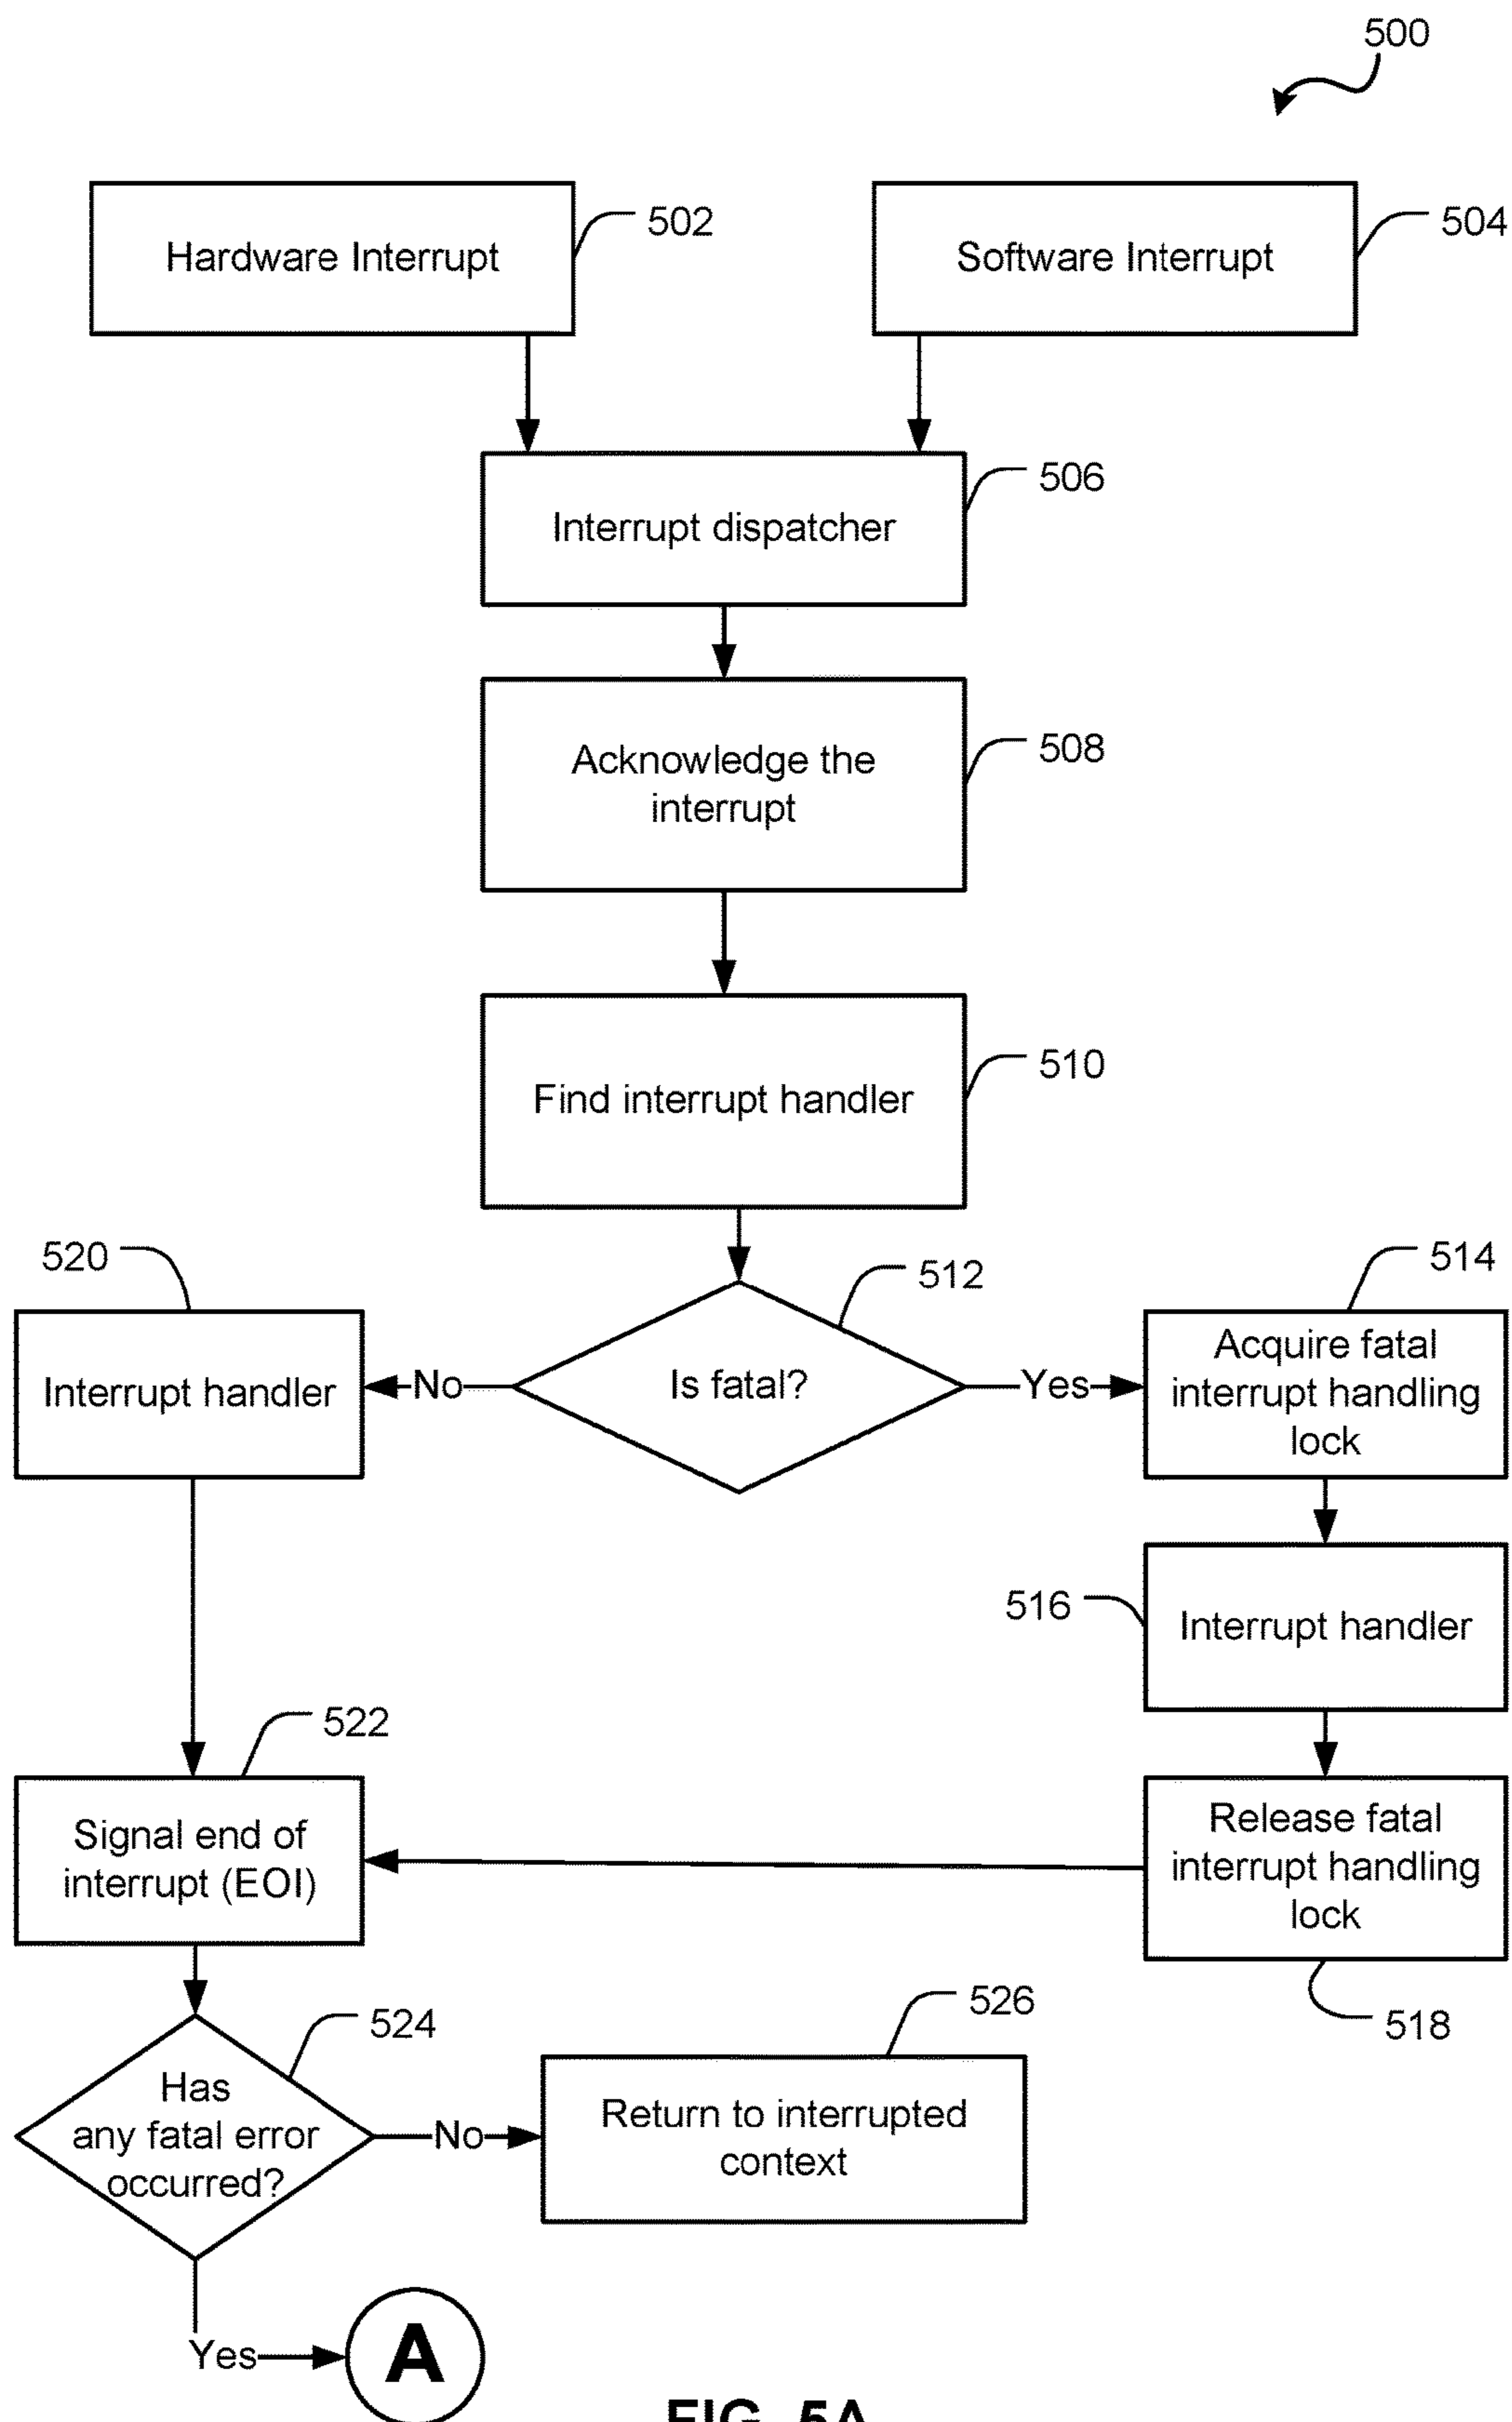 500
Hardware Interrupt
502
Software Interrupt
504
Interrupt dispatcher
506
Acknowledge the
interrupt
508
Find interrupt handler
510
520
Interrupt handler
No
Is fatal?
512
Yes
514
Acquire fatal
interrupt handling
lock
516
Interrupt handler
522
Signal end of
interrupt (EOI)
Release fatal
interrupt handling
lock
518
524
Has
any fatal error
occurred?
No
526
Return to interrupted
context
Yes
A
FIG. 5A